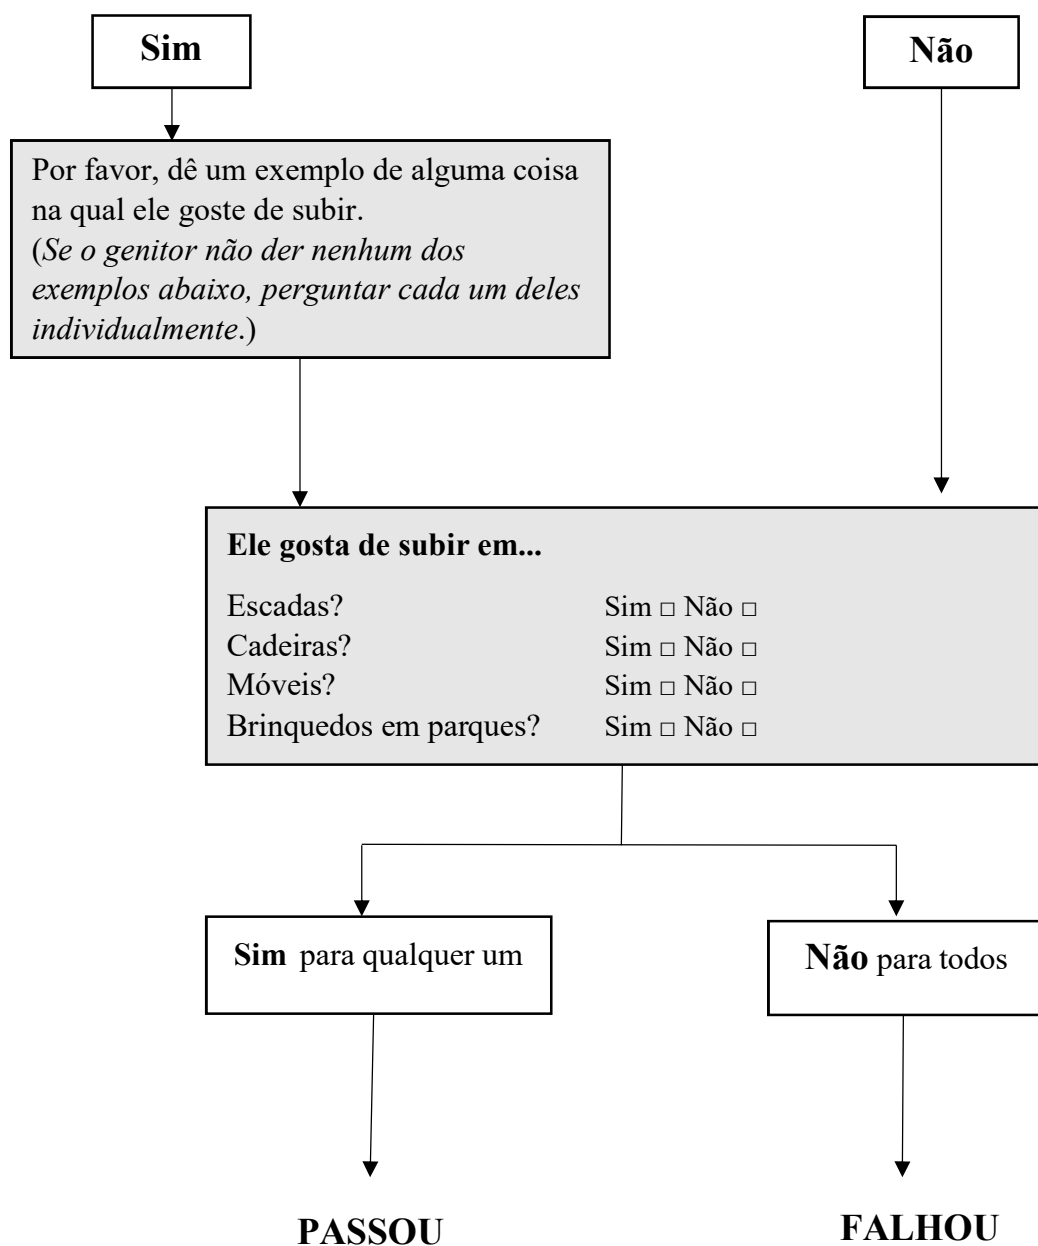 Sim
Não
Por favor, dê um exemplo de alguma coisa
na qual ele goste de subir.
(Se o genitor não der nenhum dos
exemplos abaixo, perguntar cada um deles
individualmente.)
Ele gosta de subir em...
Escadas? Sim □ Não □
Cadeiras? Sim □ Não □
Móveis? Sim □ Não □
Brinquedos em parques? Sim □ Não □
Sim para qualquer um
Não para todos
PASSOU
FALHOU